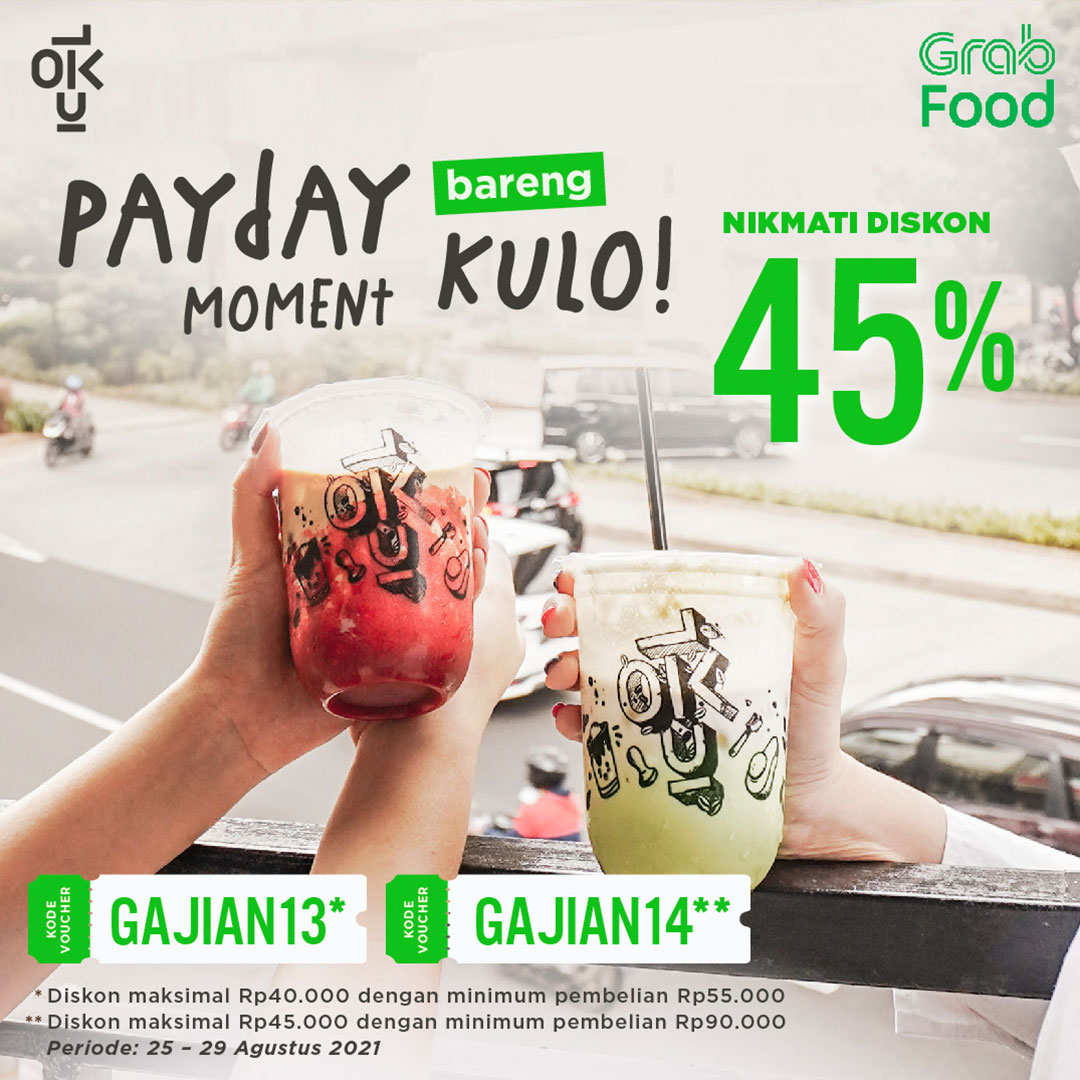 KULO
Grab
Food
PAYdAY bareng
MOMENt KULO!
NIKMATI DISKON
45%
KULO
KULO
KODE VOUCHER
GAJIAN13*
KODE VOUCHER
GAJIAN14**
* Diskon maksimal Rp40.000 dengan minimum pembelian Rp55.000
** Diskon maksimal Rp45.000 dengan minimum pembelian Rp90.000
Periode: 25 – 29 Agustus 2021